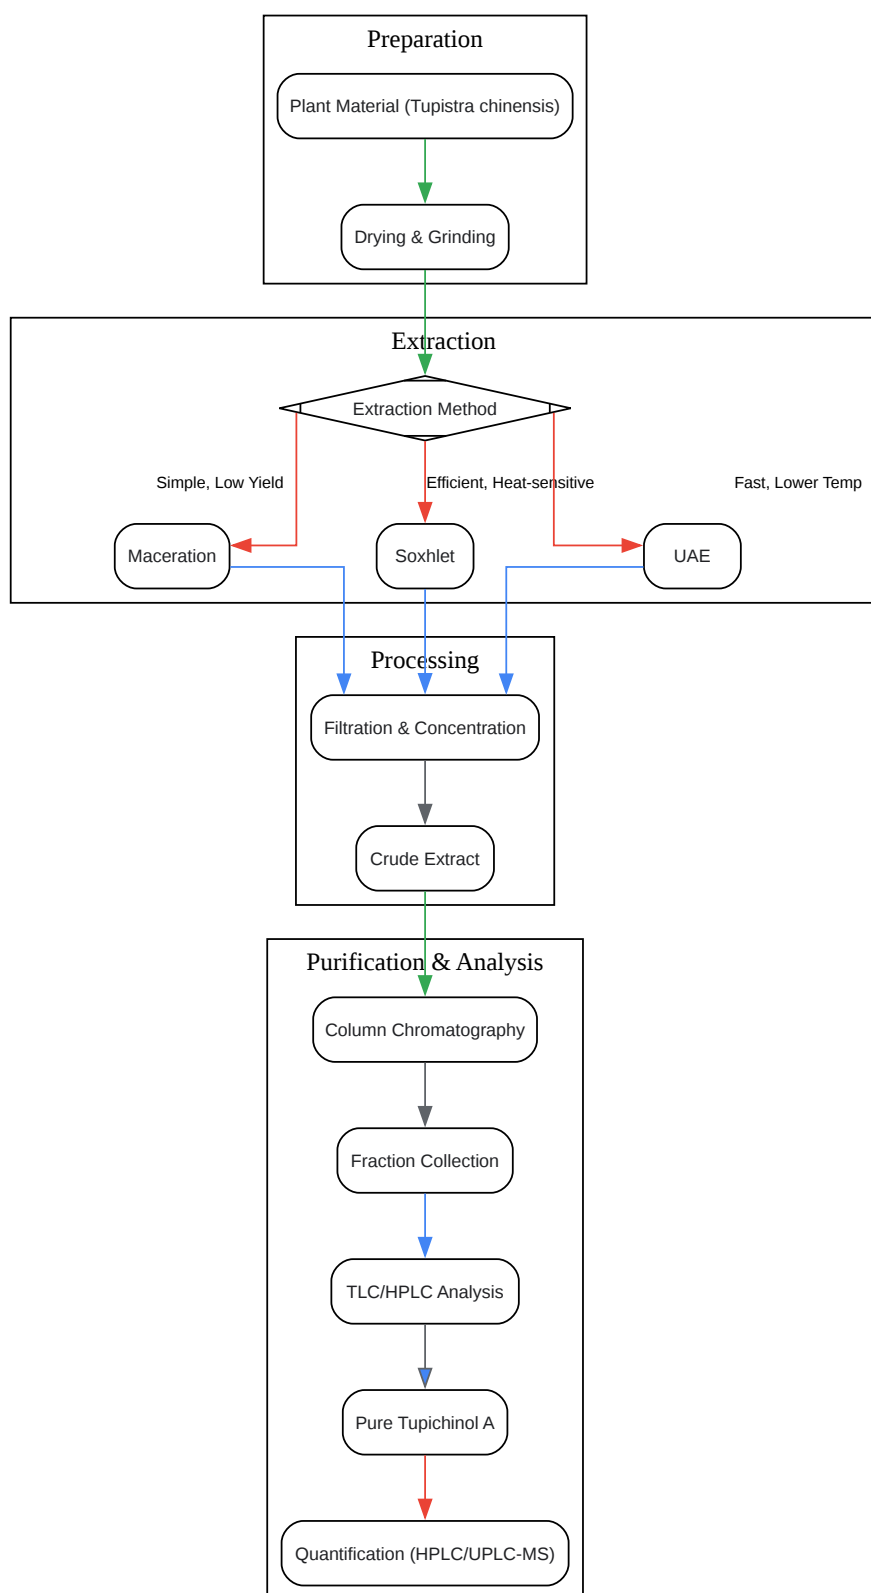 Preparation
Plant Material (Tupistra chinensis)
Drying & Grinding
Extraction
Extraction Method
Simple, Low Yield
Efficient, Heat-sensitive
Fast, Lower Temp
Maceration
Soxhlet
UAE
Processing
Filtration & Concentration
Crude Extract
Purification & Analysis
Column Chromatography
Fraction Collection
TLC/HPLC Analysis
Pure Tupichinol A
Quantification (HPLC/UPLC-MS)